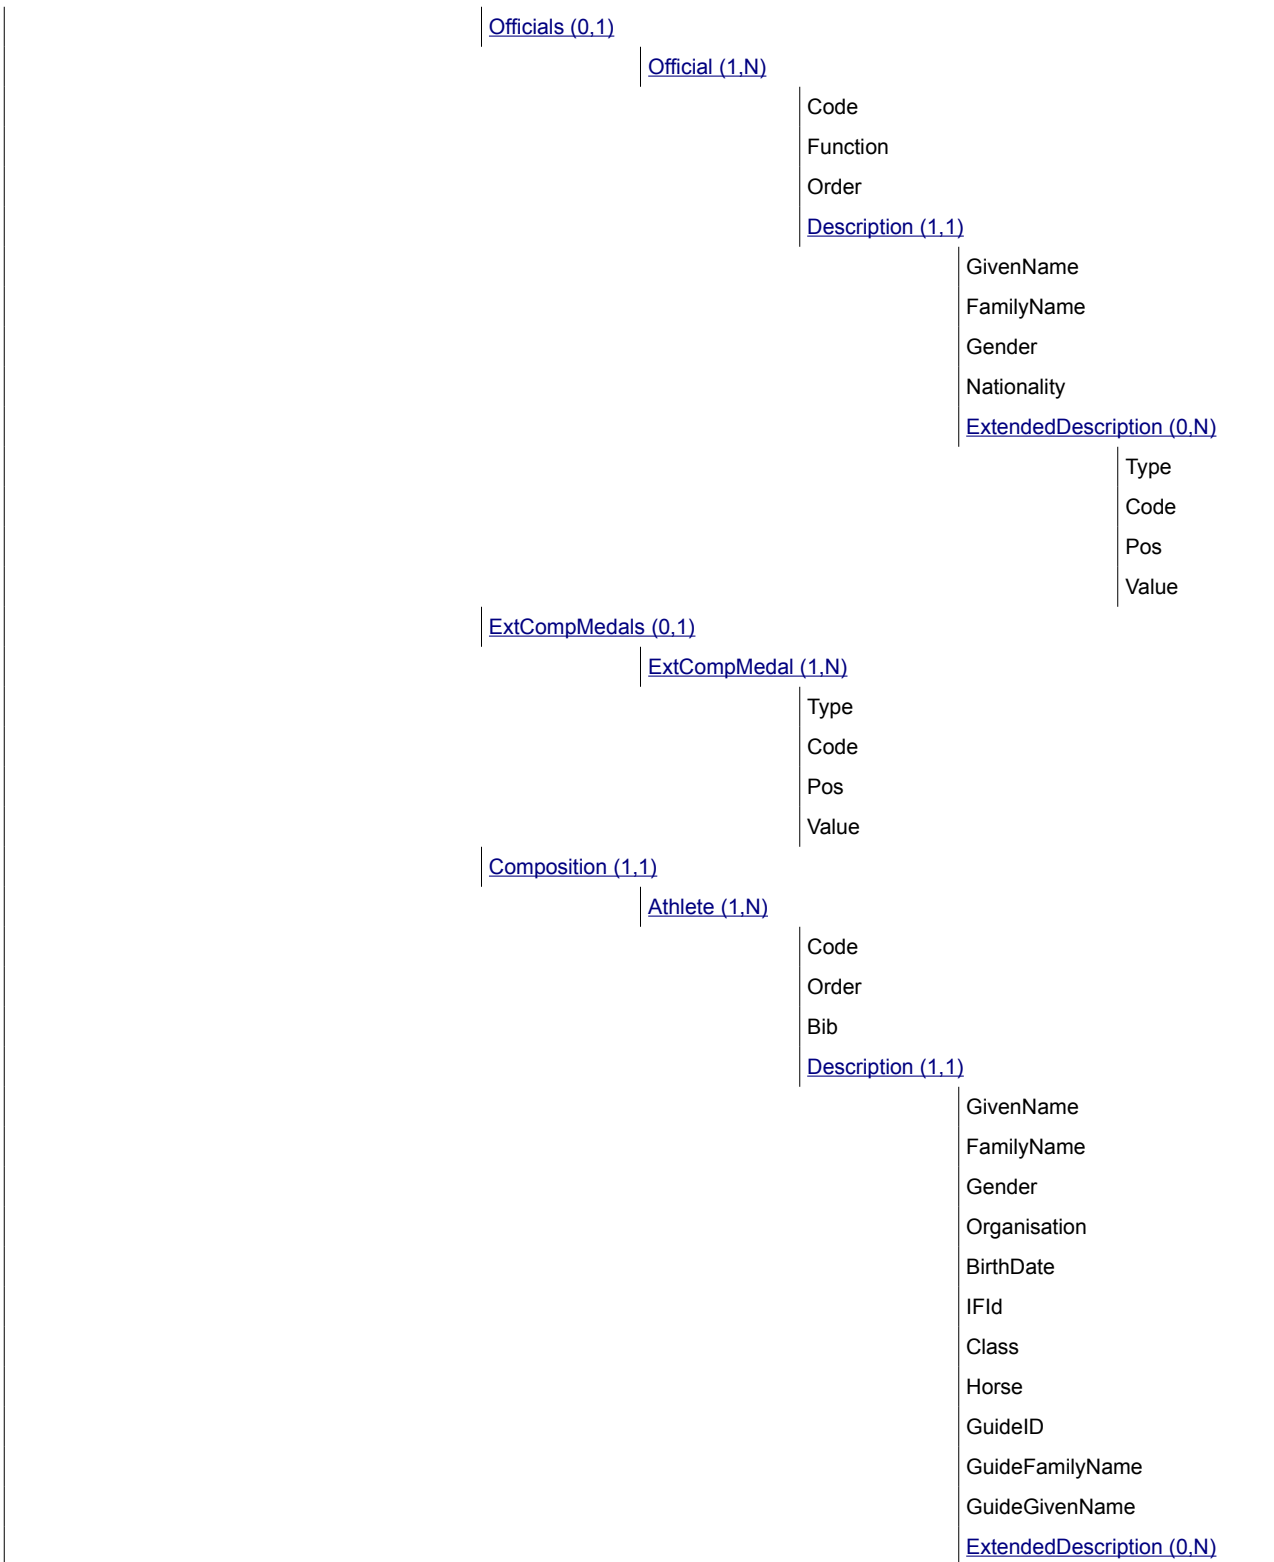 Officials (0,1)
Official (1,N)
Code
Function
Order
Description (1,1)
GivenName
FamilyName
Gender
Nationality
ExtendedDescription (0,N)
Type
Code
Pos
Value
ExtCompMedals (0,1)
ExtCompMedal (1,N)
Type
Code
Pos
Value
Composition (1,1)
Athlete (1,N)
Code
Order
Bib
Description (1,1)
GivenName
FamilyName
Gender
Organisation
BirthDate
IFId
Class
Horse
GuideID
GuideFamilyName
GuideGivenName
ExtendedDescription (0,N)